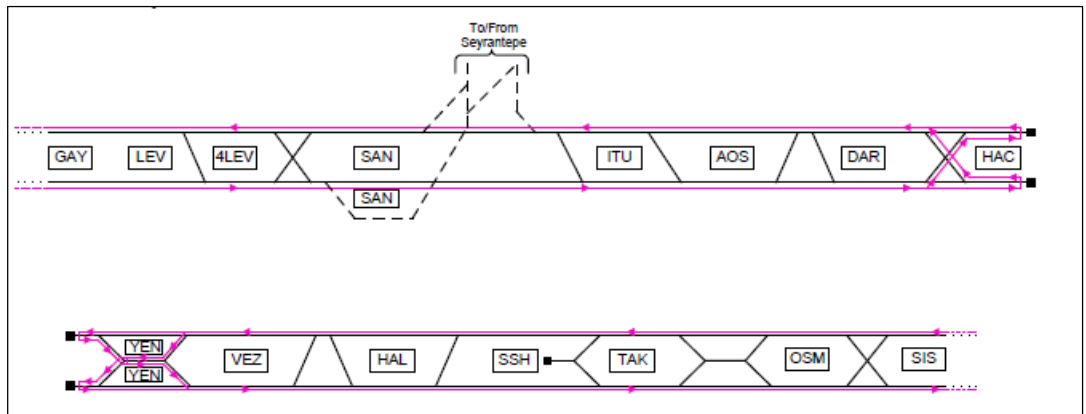 To/From
Seyrantepe
GAY LEV 4LEV SAN ITU AOS DAR HAC
SAN
YEN VEZ HAL SSH TAK OSM SIS
YEN